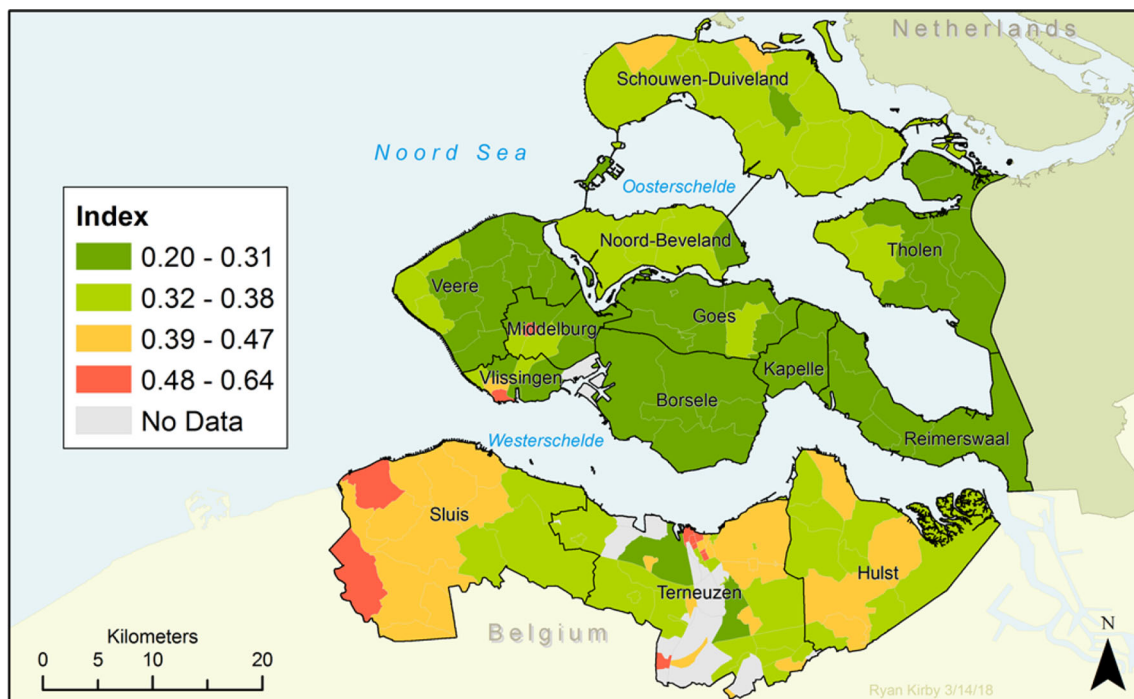 Netherlands
Schouwen-Duiveland
Noord Sea
Oosterschelde
Index
0.20 - 0.31
0.32 - 0.38
0.39 - 0.47
0.48 - 0.64
No Data
Noord-Beveland
Tholen
Veere
Goes
Middelburg
Vlissingen
Kapelle
Borsele
Reimerswaal
Westerschelde
Sluis
Hulst
Terneuzen
Belgium
Kilometers
0 5 10 20
N
Ryan Kirby 3/14/18